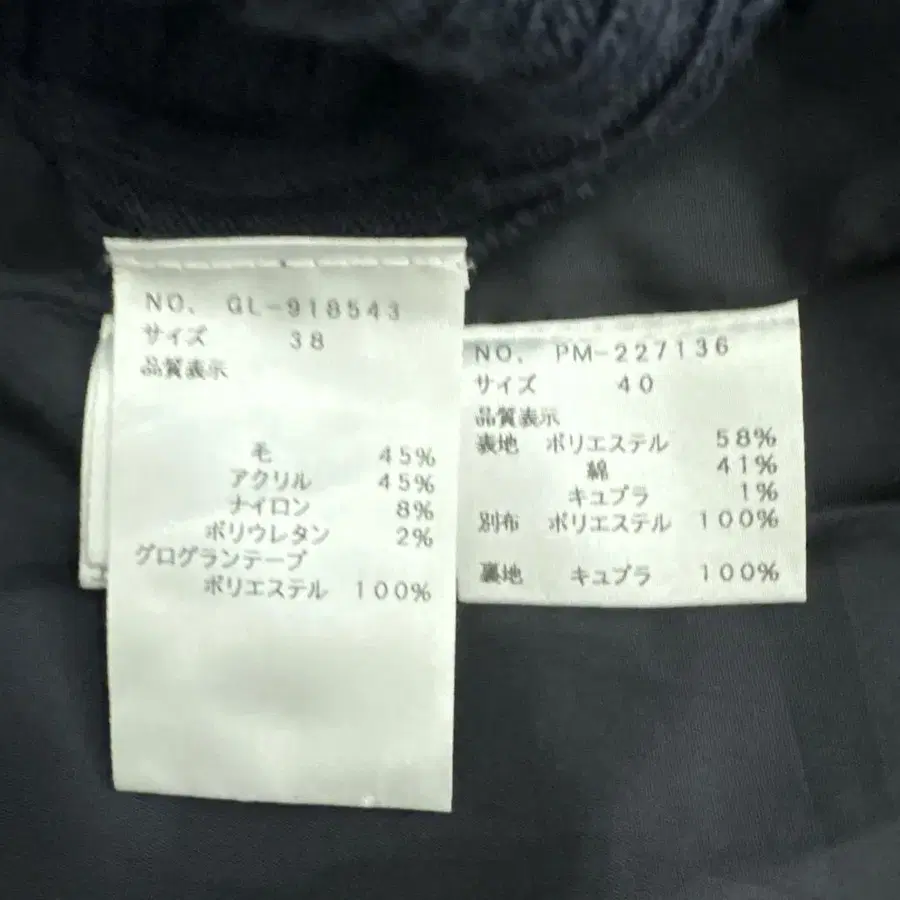 NO. GL-918543
サイズ 38
品質表示
毛 45%
アクリル 45%
ナイロン 8%
ポリウレタン 2%
グログランテープ
ポリエステル 100%
NO. PM-227136
サイズ 40
品質表示
表地 ポリエステル 58%
綿 41%
キュプラ 1%
別布 ポリエステル 100%
裏地 キュプラ 100%